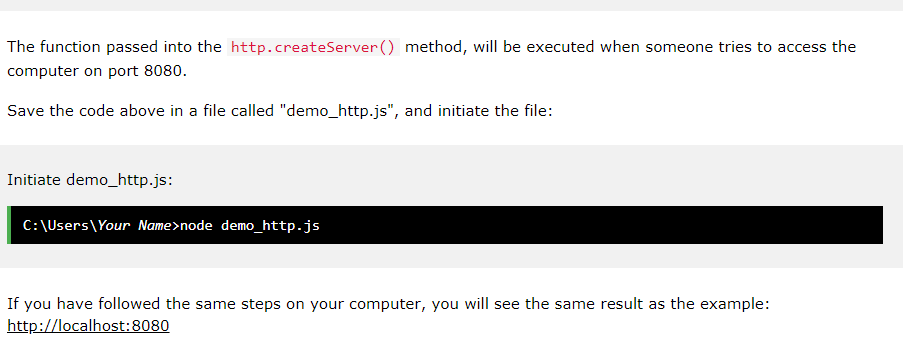 The function passed into the http.createServer() method, will be executed when someone tries to access the
computer on port 8080.
Save the code above in a file called "demo_http.js", and initiate the file:
Initiate demo_http.js:
C:\Users\Your Name>node demo_http.js
If you have followed the same steps on your computer, you will see the same result as the example:
http://localhost:8080